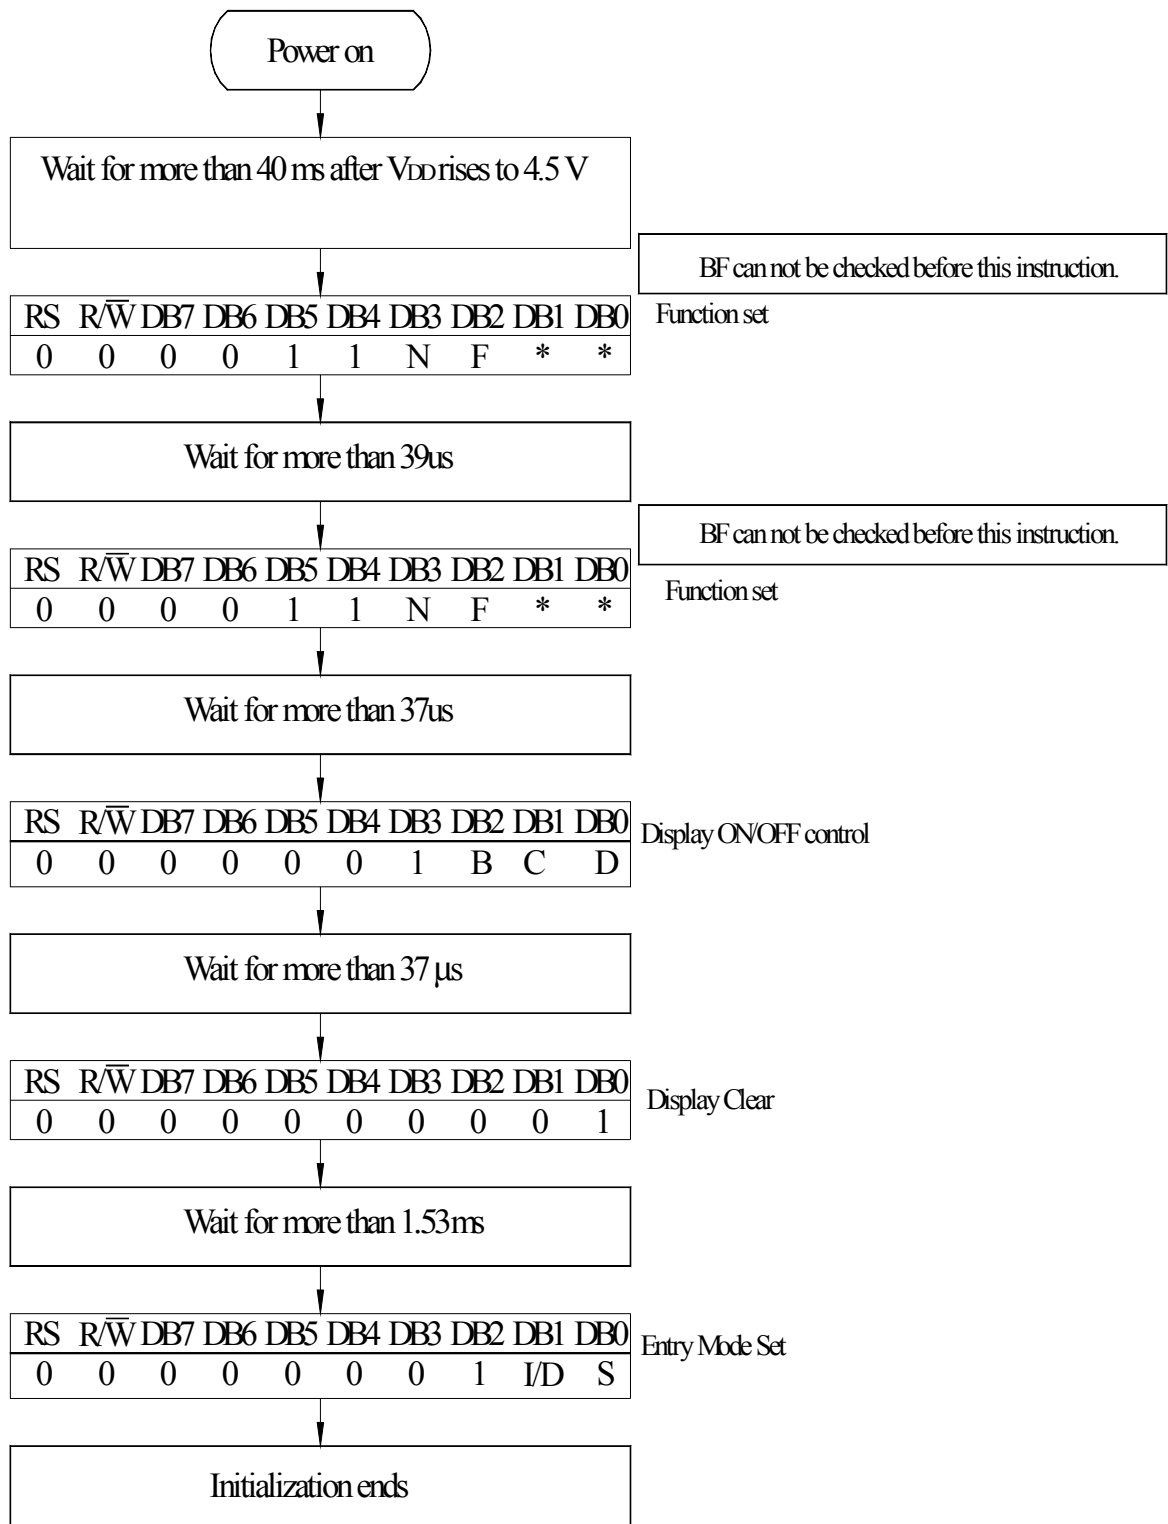 Power on
Wait for more than 40 ms after VDD rises to 4.5 V
BF can not be checked before this instruction.
RS R/W̅ DB7 DB6 DB5 DB4 DB3 DB2 DB1 DB0
Function set
0 0 0 0 1 1 N F * *
Wait for more than 39us
BF can not be checked before this instruction.
RS R/W̅ DB7 DB6 DB5 DB4 DB3 DB2 DB1 DB0
Function set
0 0 0 0 1 1 N F * *
Wait for more than 37us
RS R/W̅ DB7 DB6 DB5 DB4 DB3 DB2 DB1 DB0
Display ON/OFF control
0 0 0 0 0 0 1 B C D
Wait for more than 37 μs
RS R/W̅ DB7 DB6 DB5 DB4 DB3 DB2 DB1 DB0
Display Clear
0 0 0 0 0 0 0 0 0 1
Wait for more than 1.53ms
RS R/W̅ DB7 DB6 DB5 DB4 DB3 DB2 DB1 DB0
Entry Mode Set
0 0 0 0 0 0 0 1 I/D S
Initialization ends